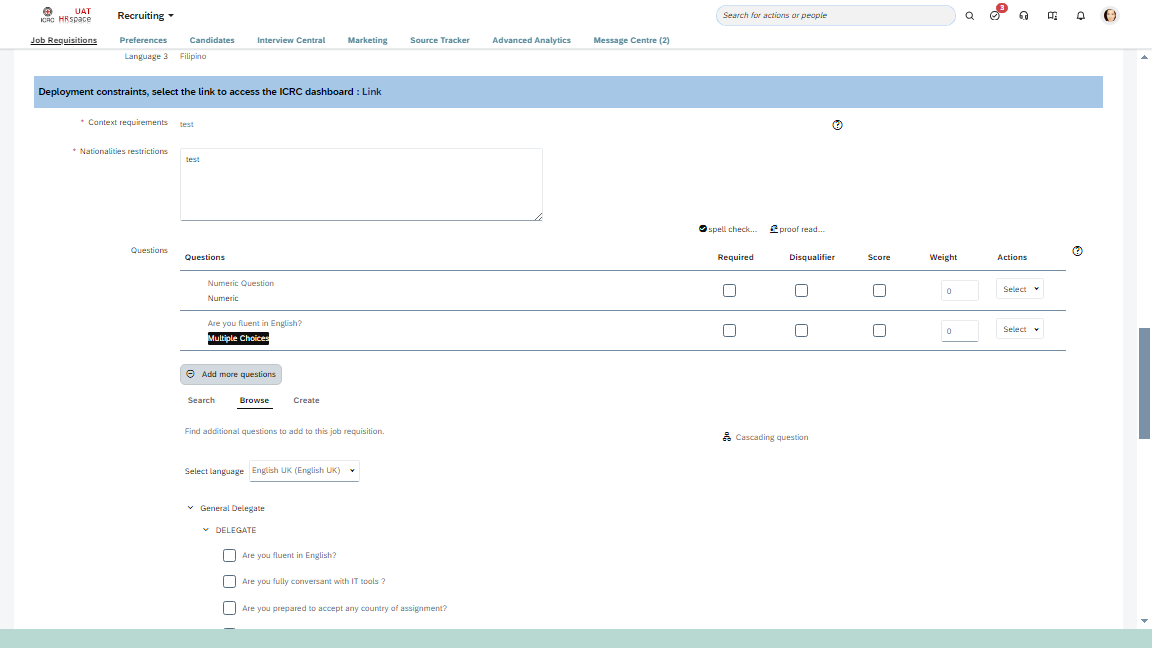 ICRC UAT HRspace Recruiting Search for actions or people 3
Job Requisitions Preferences Candidates Interview Central Marketing Source Tracker Advanced Analytics Message Centre (2)
Language 3 Filipino
Deployment constraints, select the link to access the ICRC dashboard : Link
* Context requirements test
* Nationalities restrictions test
spell check... proof read...
Questions
Questions Required Disqualifier Score Weight Actions
Numeric Question
Numeric 0 Select
Are you fluent in English?
Multiple Choices 0 Select
Add more questions
Search Browse Create
Find additional questions to add to this job requisition.
Cascading question
Select language English UK (English UK)
General Delegate
DELEGATE
Are you fluent in English?
Are you fully conversant with IT tools ?
Are you prepared to accept any country of assignment?